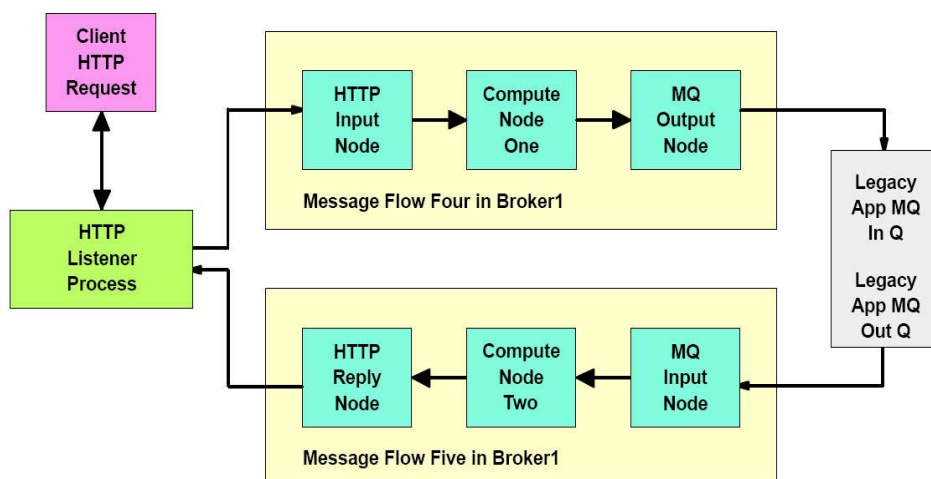 Client
HTTP
Request
HTTP
Input
Node
Compute
Node
One
MQ
Output
Node
Message Flow Four in Broker1
Legacy
App MQ
In Q
Legacy
App MQ
Out Q
HTTP
Listener
Process
HTTP
Reply
Node
Compute
Node
Two
MQ
Input
Node
Message Flow Five in Broker1